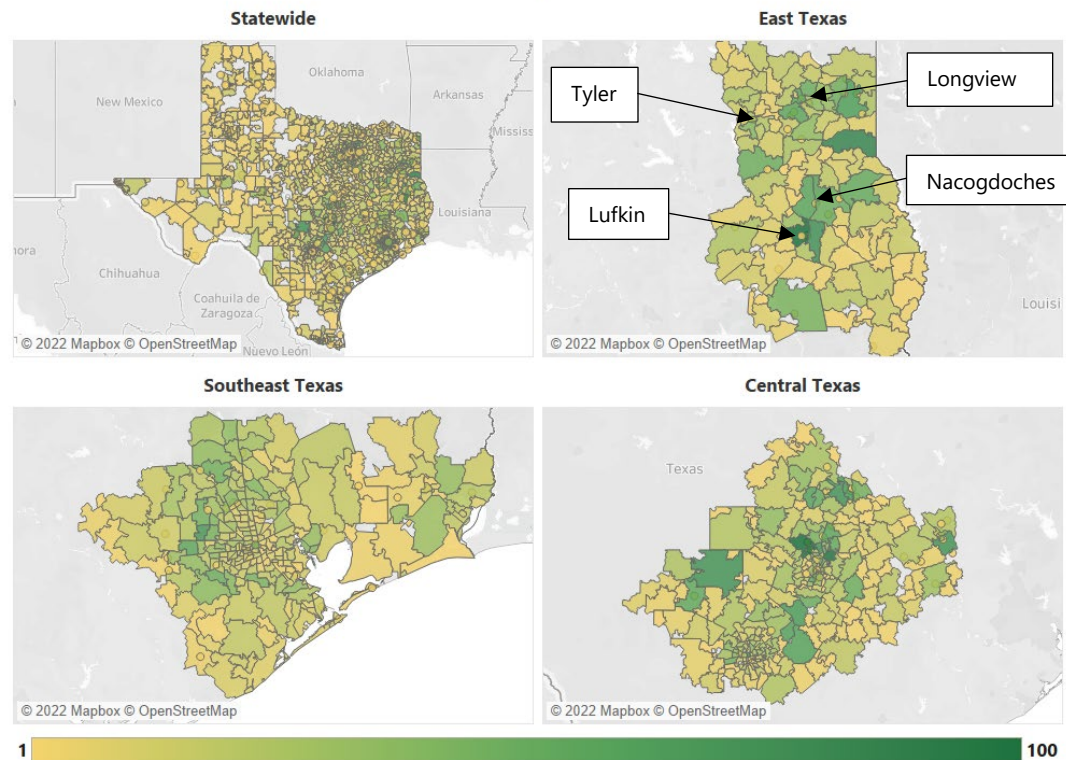 Statewide
Oklahoma
New Mexico
Arkansas
Mississ
Louisiana
Chihuahua
Coahuila de
Zaragoza
Nuevo León
© 2022 Mapbox © OpenStreetMap
East Texas
Tyler
Longview
Nacogdoches
Lufkin
Louisi
© 2022 Mapbox © OpenStreetMap
Southeast Texas
© 2022 Mapbox © OpenStreetMap
Central Texas
Texas
© 2022 Mapbox © OpenStreetMap
1
100